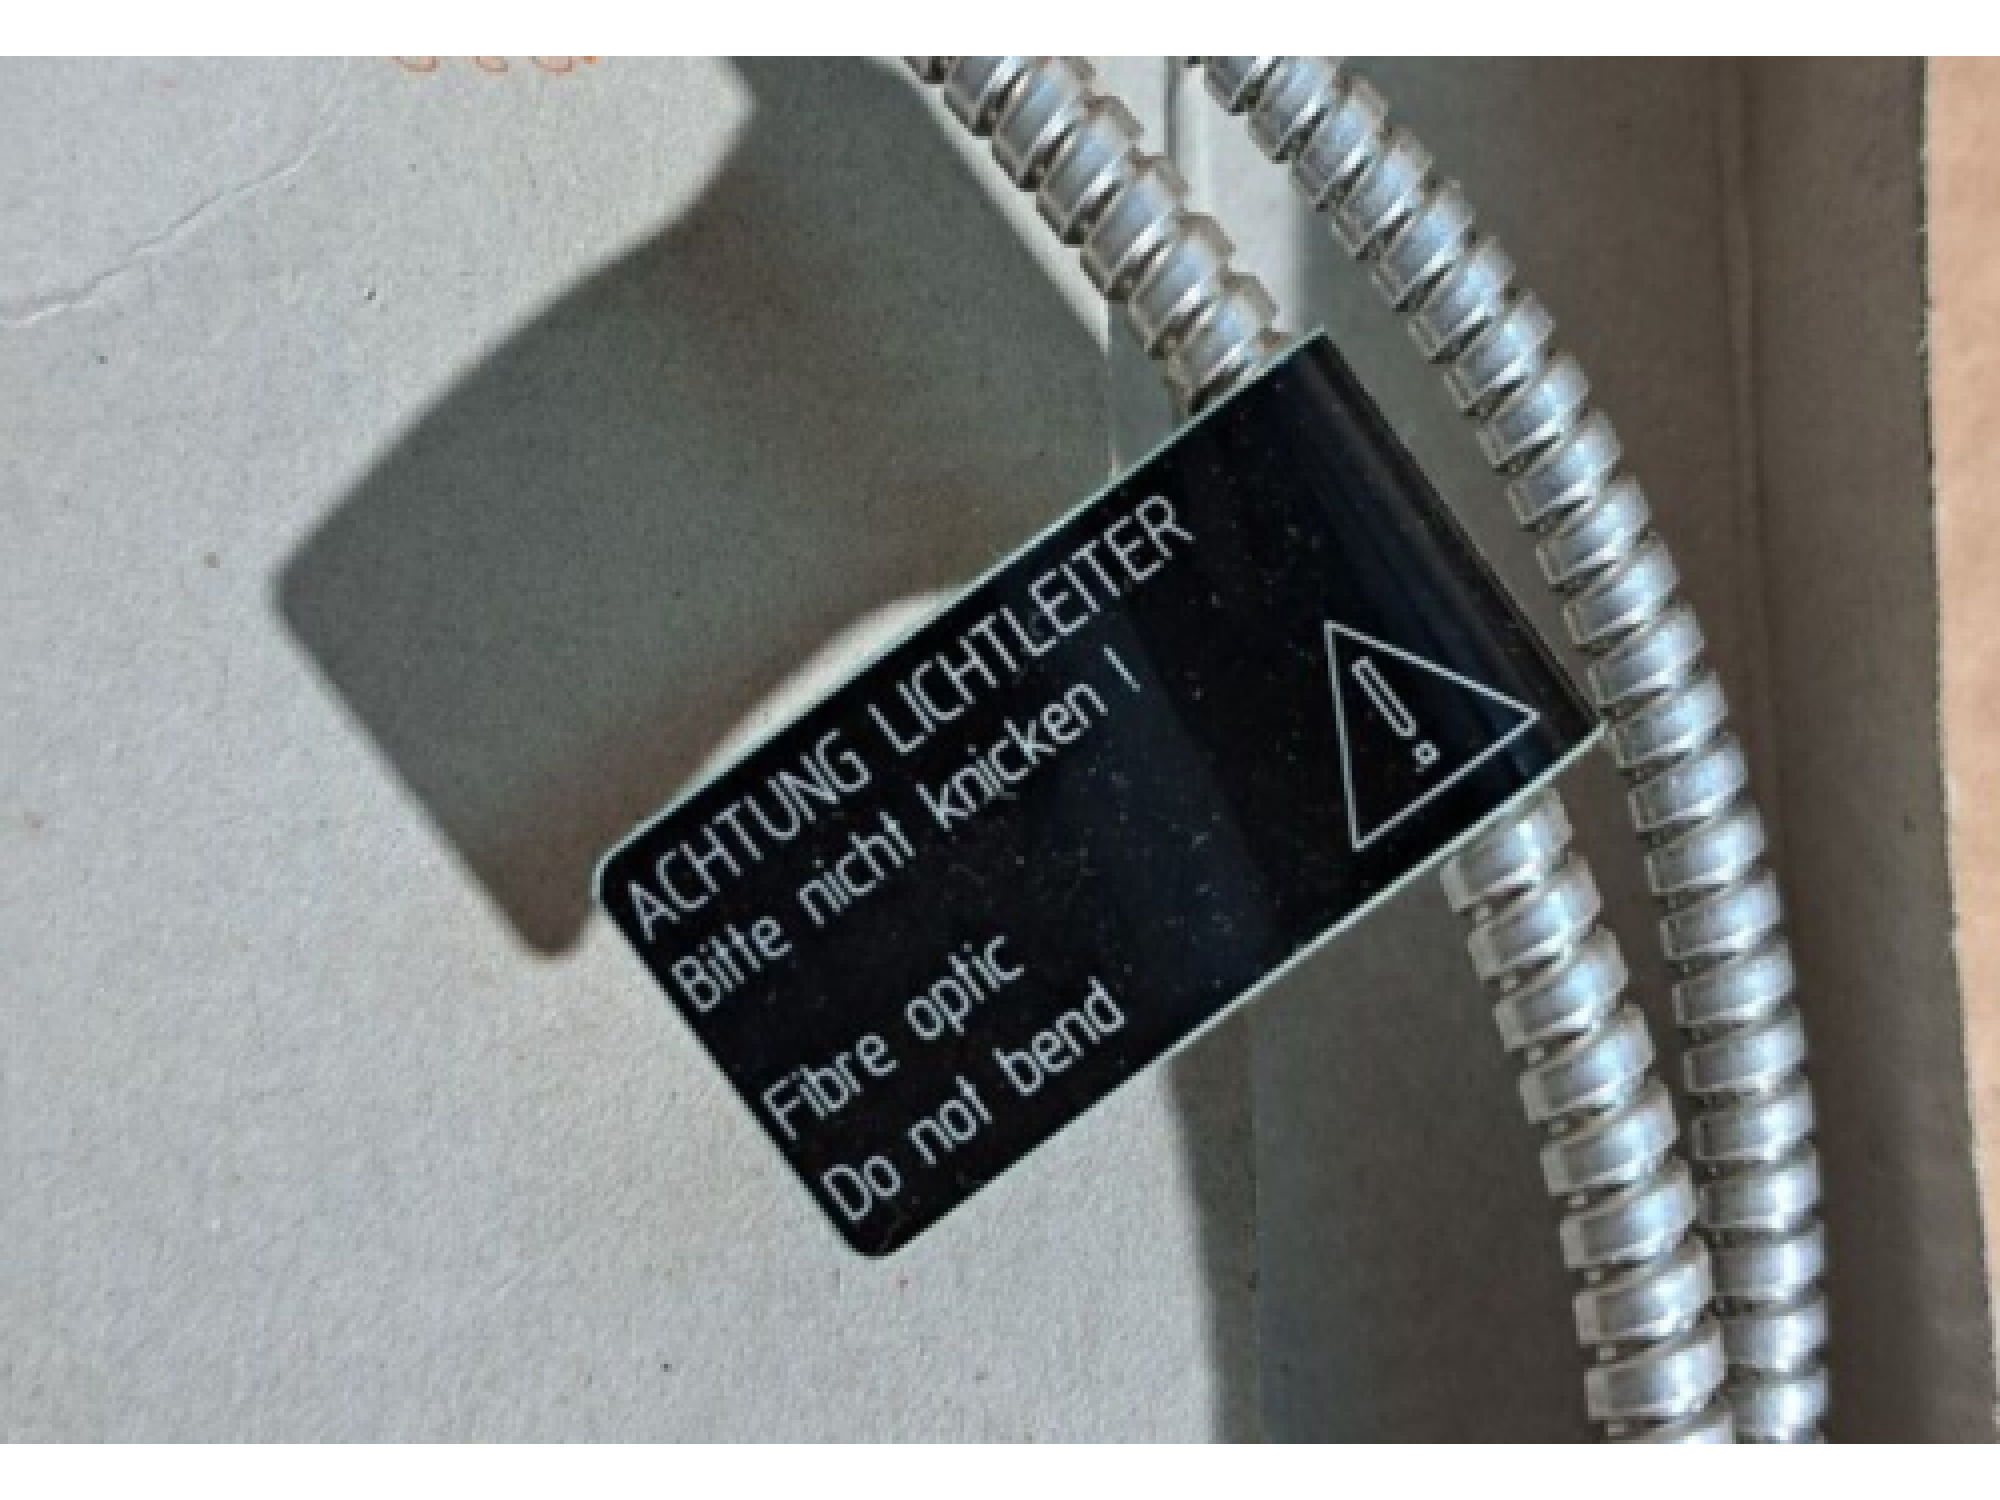 ACHTUNG LICHTLEITER
Bitte nicht knicken !
Fibre optic
Do not bend